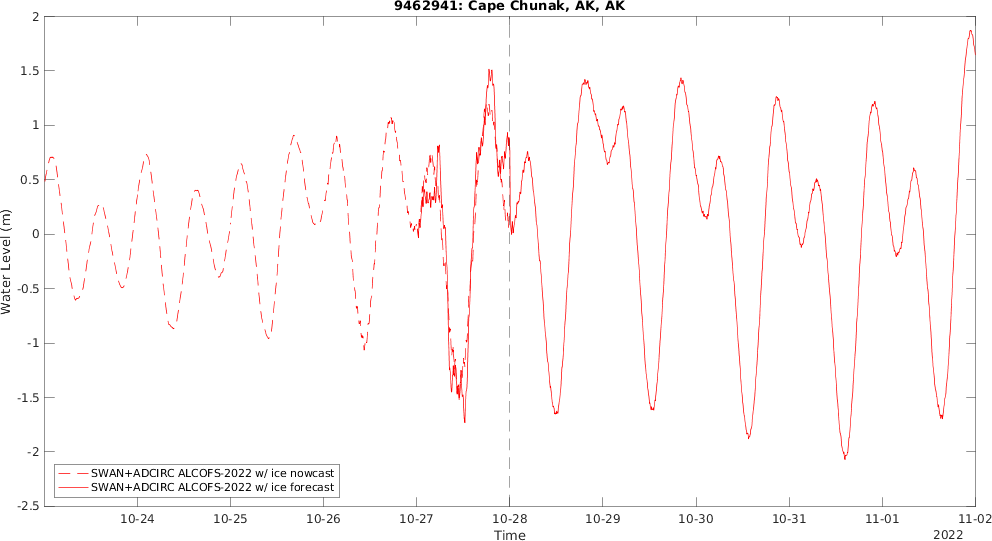 9462941: Cape Chunak, AK, AK
2
1.5
1
0.5
0
-0.5
-1
-1.5
-2
-2.5
Water Level (m)
SWAN+ADCIRC ALCOFS-2022 w/ ice nowcast
SWAN+ADCIRC ALCOFS-2022 w/ ice forecast
10-24 10-25 10-26 10-27 10-28 10-29 10-30 10-31 11-01 11-02
Time
2022